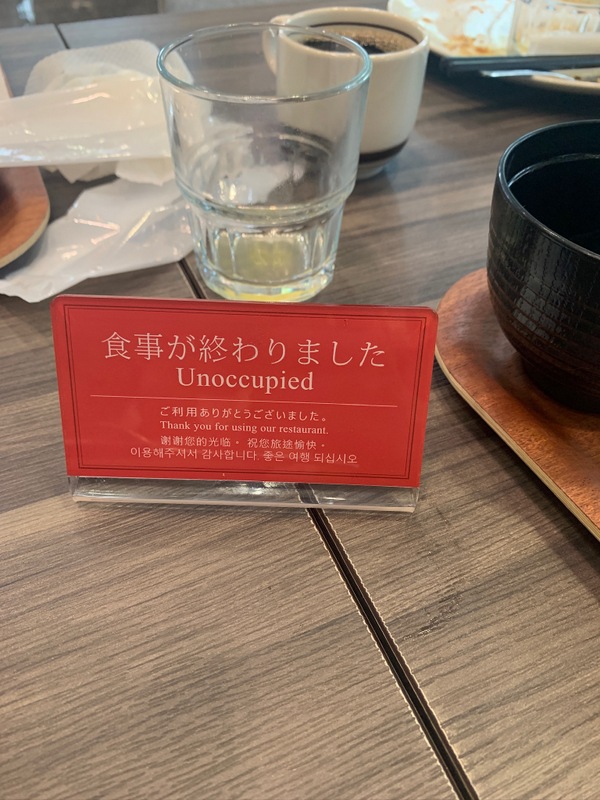 食事が終わりました
Unoccupied
ご利用ありがとうございました。
Thank you for using our restaurant.
谢谢您的光临。 祝您旅途愉快。
이용해주셔서 감사합니다. 좋은 여행 되십시오